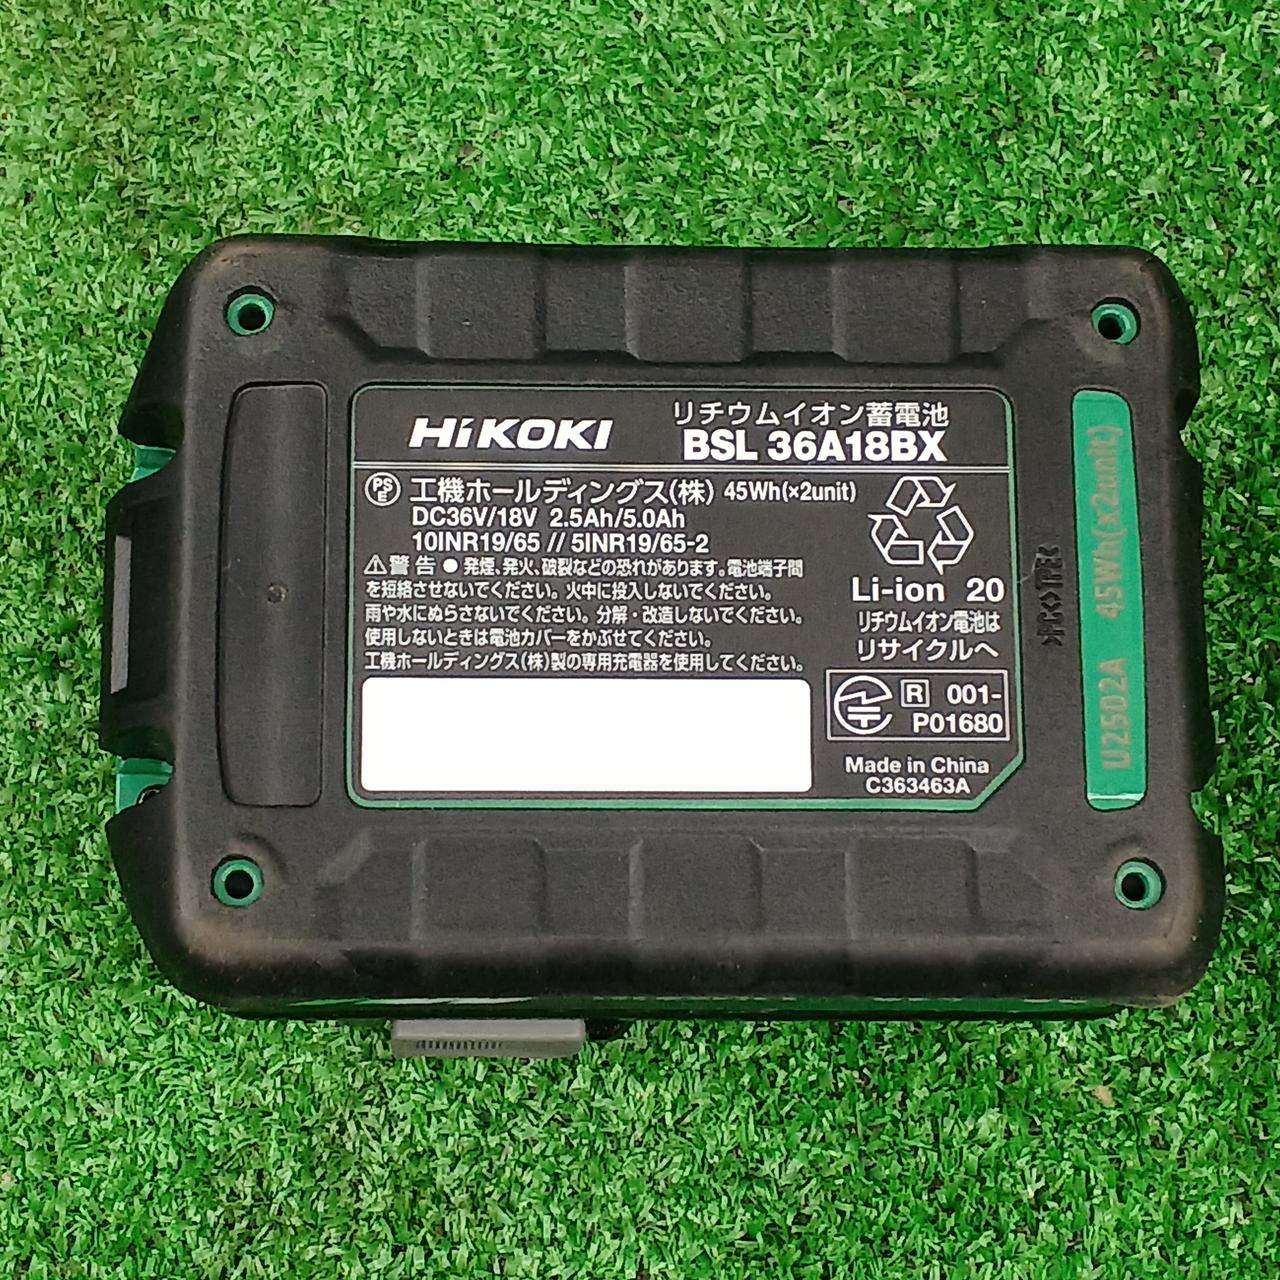 HiKOKI
リチウムイオン蓄電池
BSL 36A18BX
PS E
工機ホールディングス(株) 45Wh(×2unit)
DC36V/18V 2.5Ah/5.0Ah
10INR19/65 // 5INR19/65-2
⚠警告 ● 発煙、発火、破裂などの恐れがあります。電池端子間
を短絡させないでください。火中に投入しないでください。
雨や水にぬらさないでください。分解・改造しないでください。
使用しないときは電池カバーをかぶせてください。
工機ホールディングス(株)製の専用充電器を使用してください。
Li-ion 20
リチウムイオン電池は
リサイクルへ
R 001-
P01680
Made in China
C363463A
U2502A 45Wh(x2unit)